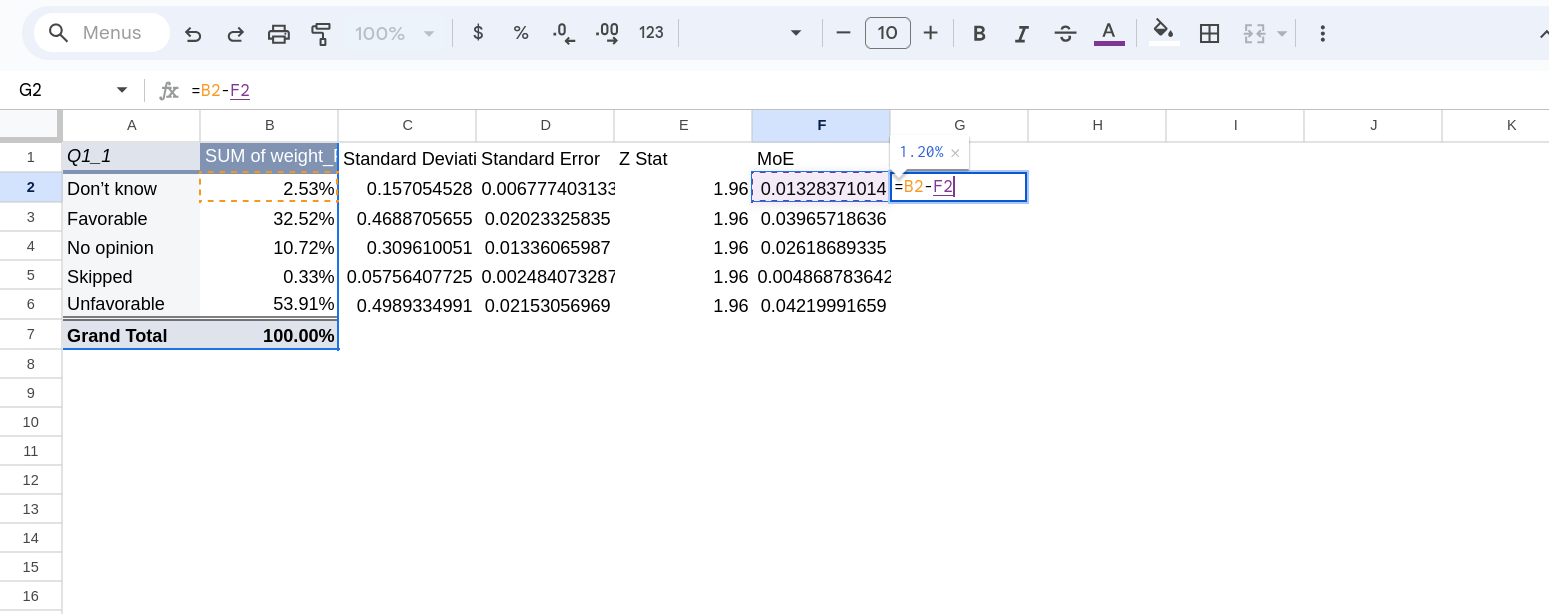 Menus 100% $ % .0 .00 123 10 B I A
G2 =B2-F2
A B C D E F G H I J K
1.20% ×
1 Q1_1 SUM of weight_ Standard Deviati Standard Error Z Stat MoE
2 Don't know 2.53% 0.157054528 0.006777403133 1.96 0.01328371014 =B2-F2
3 Favorable 32.52% 0.4688705655 0.02023325835 1.96 0.03965718636
4 No opinion 10.72% 0.309610051 0.01336065987 1.96 0.02618689335
5 Skipped 0.33% 0.05756407725 0.002484073287 1.96 0.004868783642
6 Unfavorable 53.91% 0.4989334991 0.02153056969 1.96 0.04219991659
7 Grand Total 100.00%
8
9
10
11
12
13
14
15
16